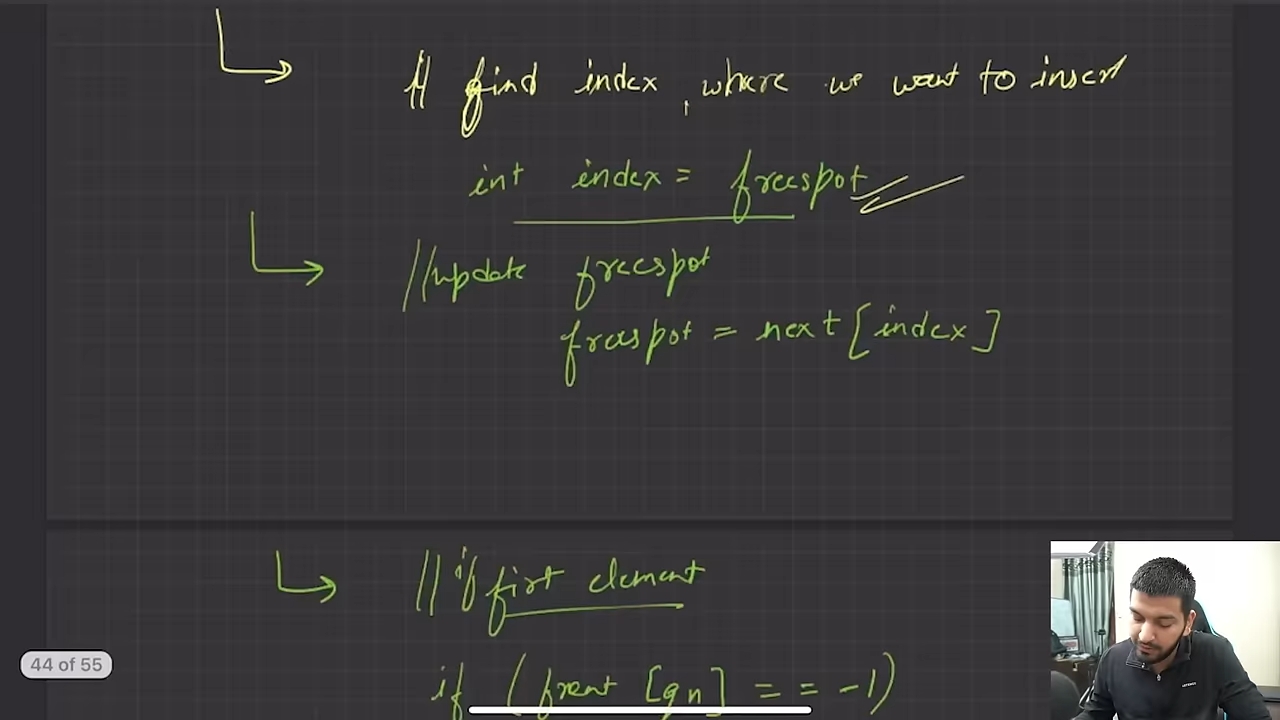 // find index, where we want to insert
int index = freespot
//update freespot
freespot = next[index]
// if first element
if (front [qn] == -1)
44 of 55